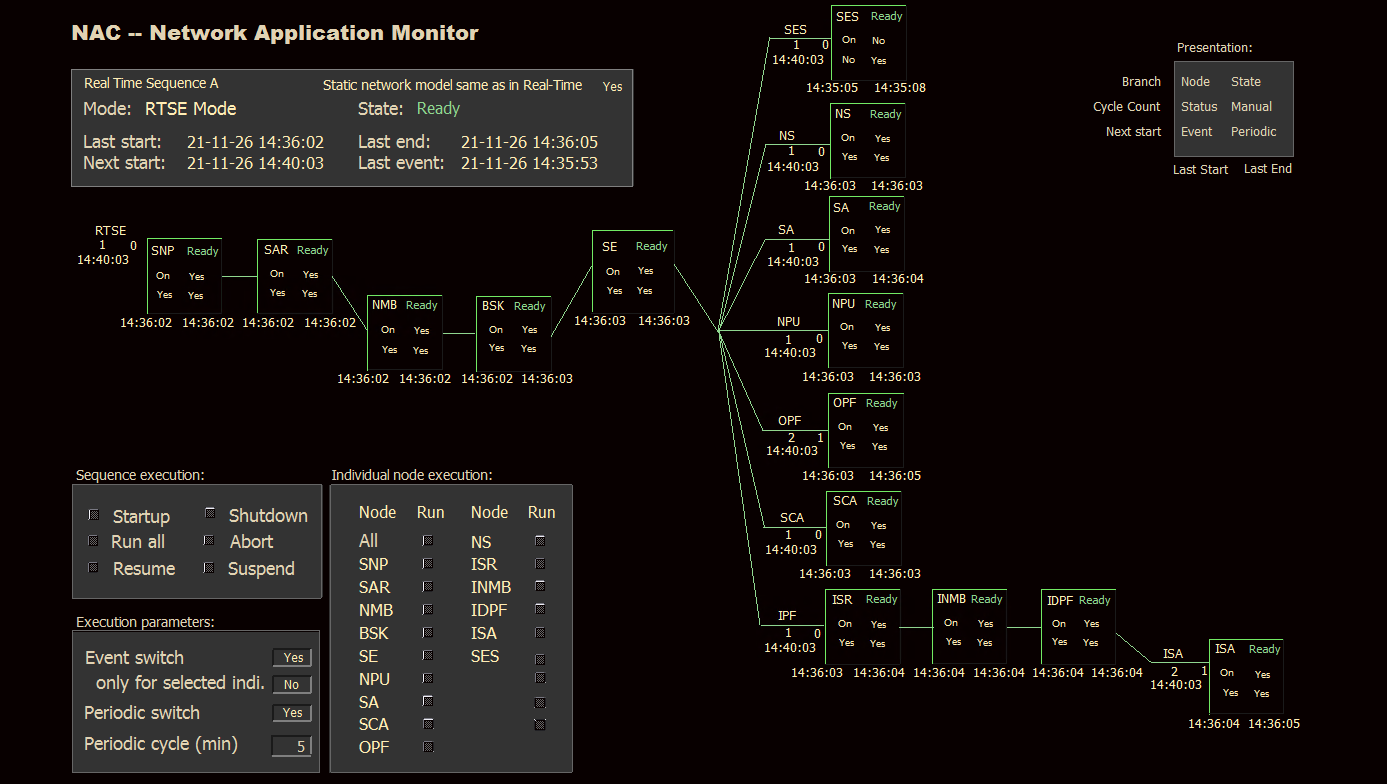 NAC -- Network Application Monitor
Real Time Sequence A Static network model same as in Real-Time Yes
Mode: RTSE Mode State: Ready
Last start: 21-11-26 14:36:02 Last end: 21-11-26 14:36:05
Next start: 21-11-26 14:40:03 Last event: 21-11-26 14:35:53
Presentation:
Branch Node State
Cycle Count Status Manual
Next start Event Periodic
Last Start Last End
RTSE
1 0
14:40:03
SNP Ready
On Yes
Yes Yes
14:36:02 14:36:02
SAR Ready
On Yes
Yes Yes
14:36:02 14:36:02
NMB Ready
On Yes
Yes Yes
14:36:02 14:36:02
BSK Ready
On Yes
Yes Yes
14:36:02 14:36:03
SE Ready
On Yes
Yes Yes
14:36:03 14:36:03
SES
1 0
14:40:03
SES Ready
On No
No Yes
14:35:05 14:35:08
NS
1 0
14:40:03
NS Ready
On Yes
Yes Yes
14:36:03 14:36:03
SA
1 0
14:40:03
SA Ready
On Yes
Yes Yes
14:36:03 14:36:04
NPU
1 0
14:40:03
NPU Ready
On Yes
Yes Yes
14:36:03 14:36:03
OPF
2 1
14:40:03
OPF Ready
On Yes
Yes Yes
14:36:03 14:36:05
SCA
1 0
14:40:03
SCA Ready
On Yes
Yes Yes
14:36:03 14:36:03
IPF
1 0
14:40:03
ISR Ready
On Yes
Yes Yes
14:36:03 14:36:04
INMB Ready
On Yes
Yes Yes
14:36:04 14:36:04
IDPF Ready
On Yes
Yes Yes
14:36:04 14:36:04
ISA
2 1
14:40:03
ISA Ready
On Yes
Yes Yes
14:36:04 14:36:05
Sequence execution:
Startup Shutdown
Run all Abort
Resume Suspend
Execution parameters:
Event switch Yes
only for selected indi. No
Periodic switch Yes
Periodic cycle (min) 5
Individual node execution:
Node Run Node Run
All NS
SNP ISR
SAR INMB
NMB IDPF
BSK ISA
SE SES
NPU
SA
SCA
OPF